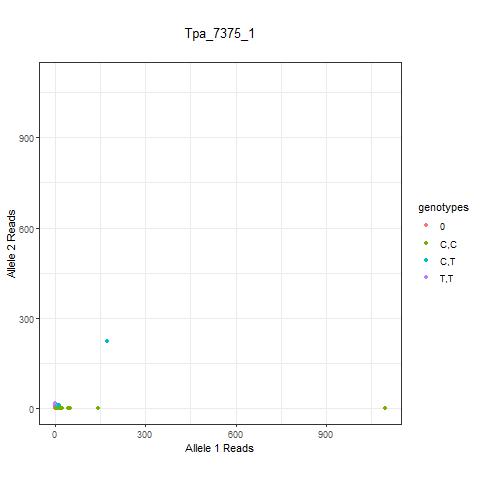 Tpa_7375_1
Allele 2 Reads
900
600
300
0
0 300 600 900
Allele 1 Reads
genotypes
0
C,C
C,T
T,T